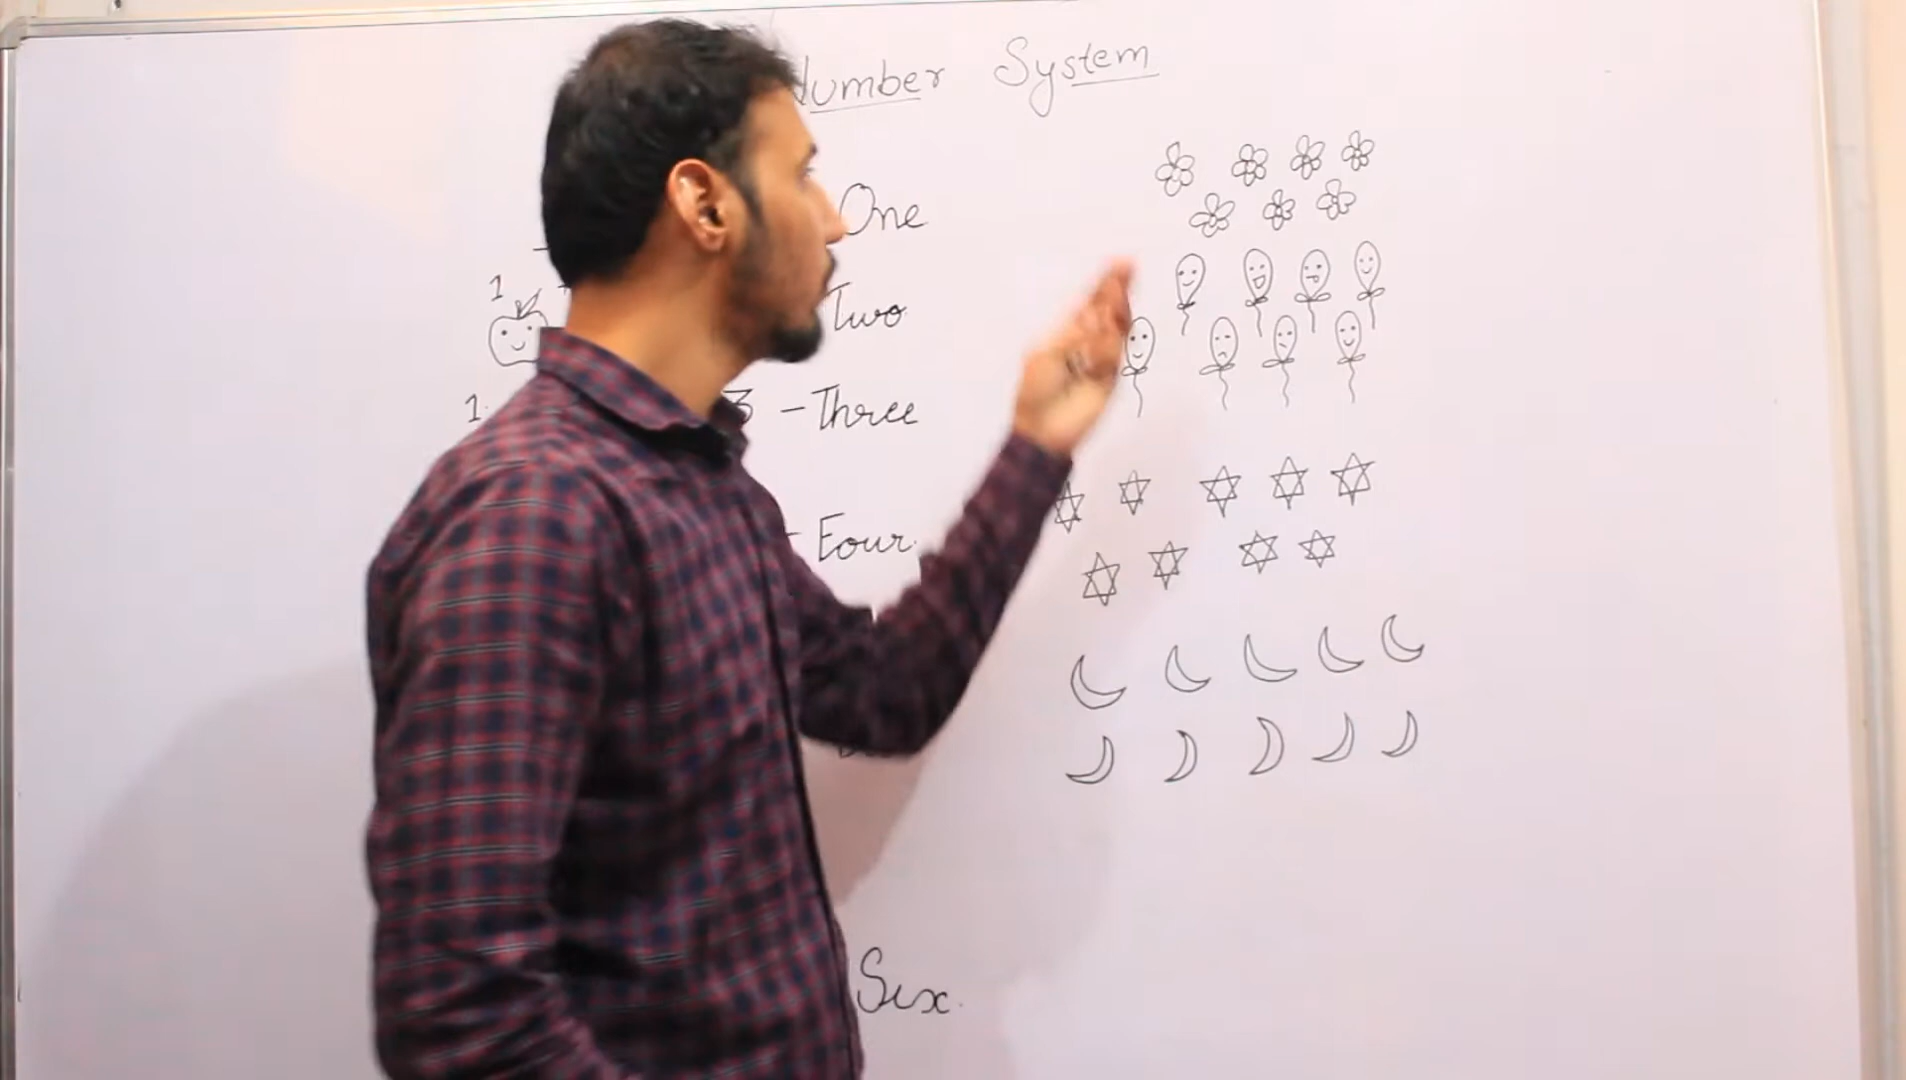 Number System
One
1
Two
1
3 - Three
- Four
Six